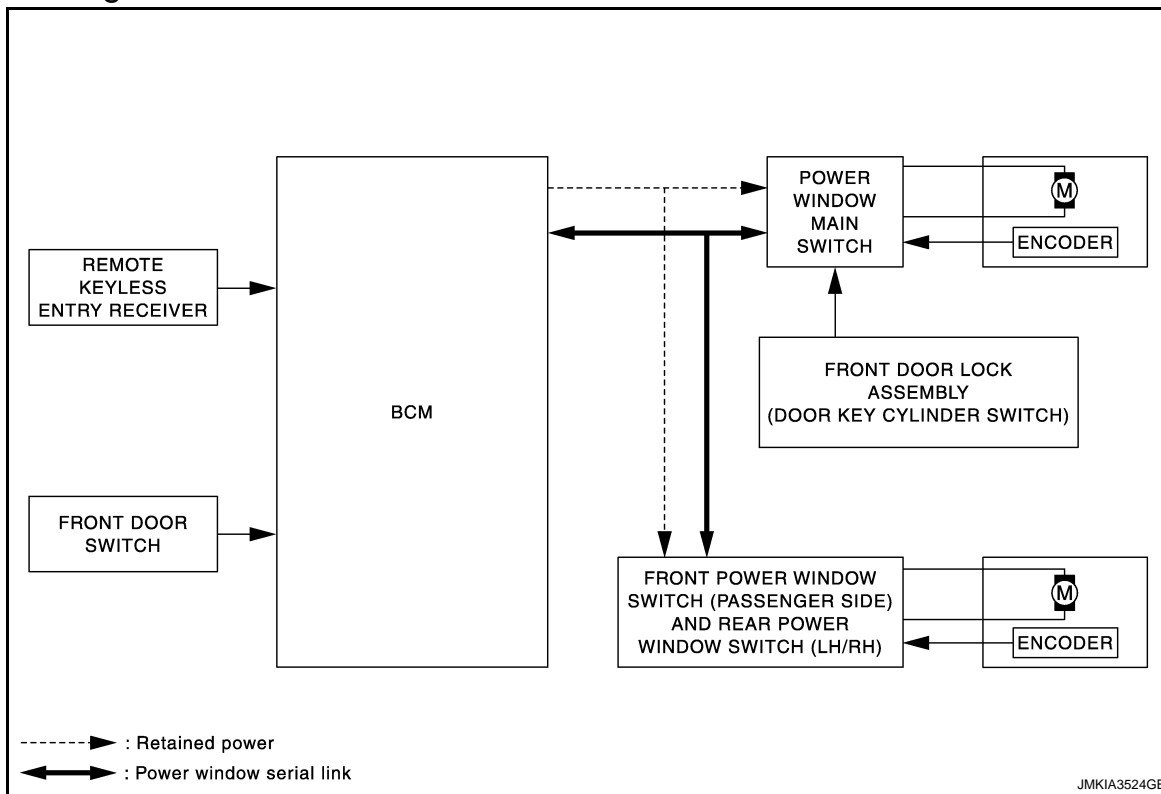 POWER
WINDOW
MAIN
SWITCH
M
ENCODER
REMOTE
KEYLESS
ENTRY RECEIVER
BCM
FRONT DOOR LOCK
ASSEMBLY
(DOOR KEY CYLINDER SWITCH)
FRONT DOOR
SWITCH
FRONT POWER WINDOW
SWITCH (PASSENGER SIDE)
AND REAR POWER
WINDOW SWITCH (LH/RH)
M
ENCODER
: Retained power
: Power window serial link